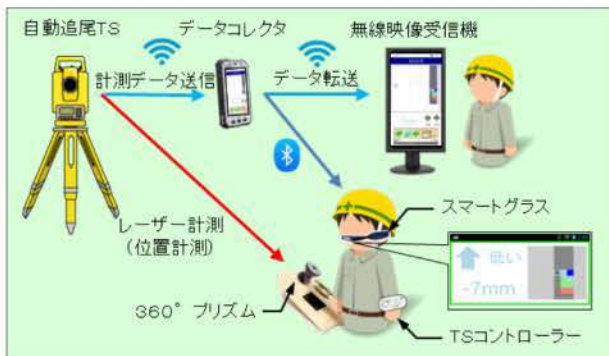 自動追尾TS
データコレクタ
無線映像受信機
計測データ送信
データ転送
レーザー計測
(位置計測)
スマートグラス
低い
-7mm
360°プリズム
TSコントローラー